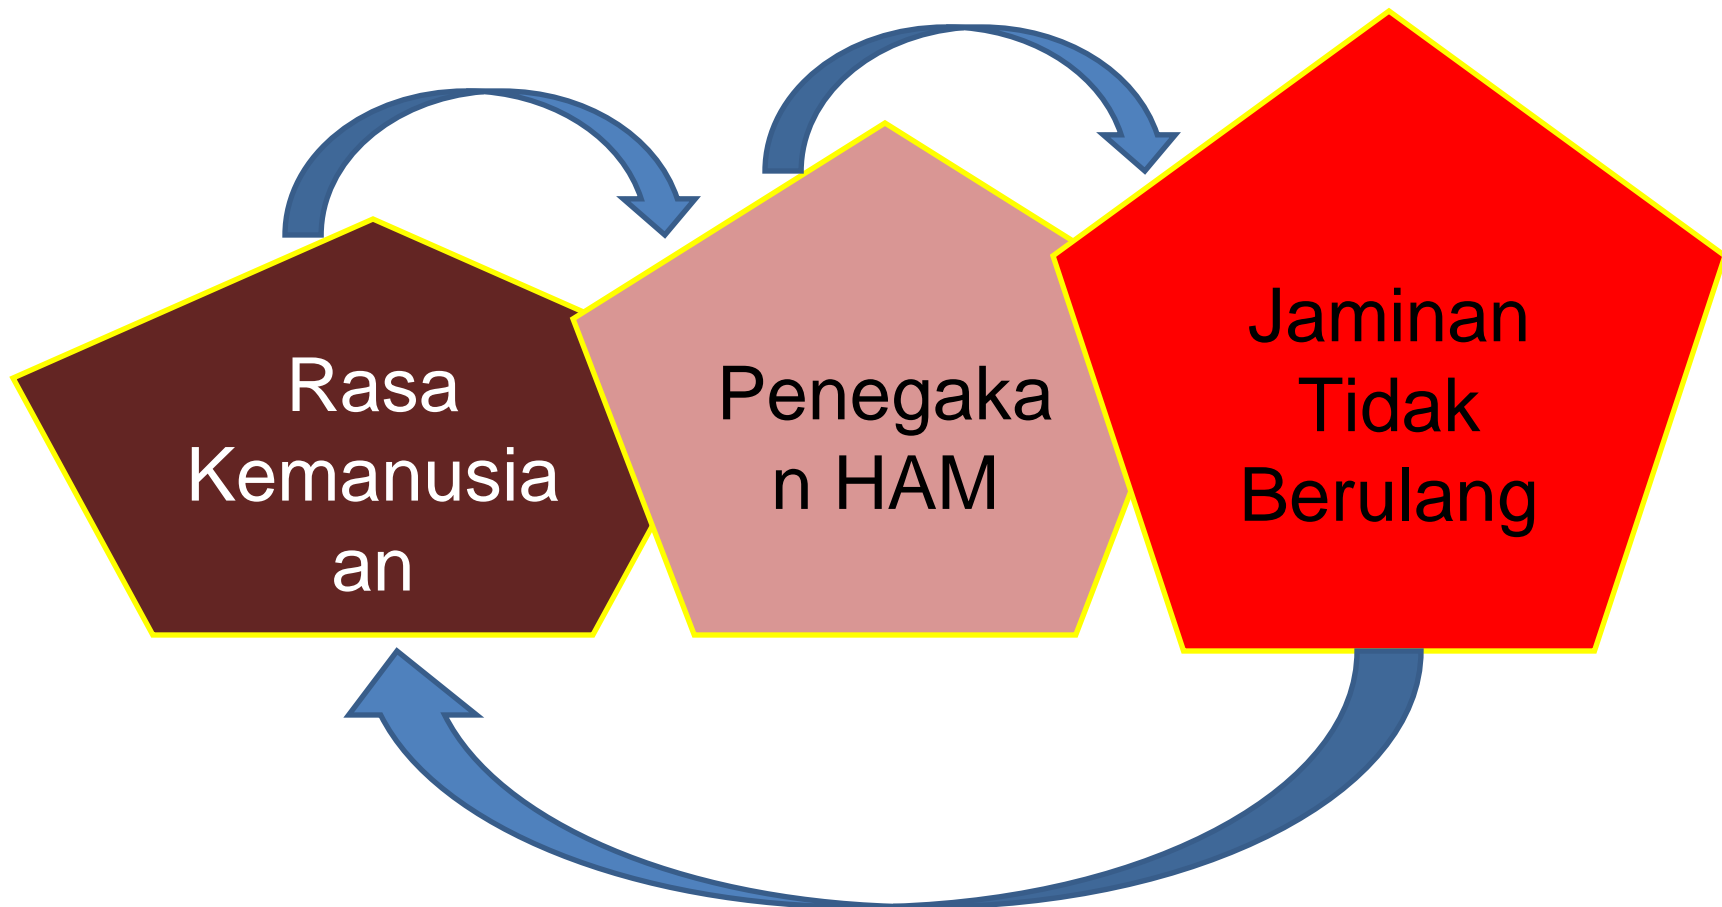 Rasa
Kemanusia
an
Penegaka
n HAM
Jaminan
Tidak
Berulang